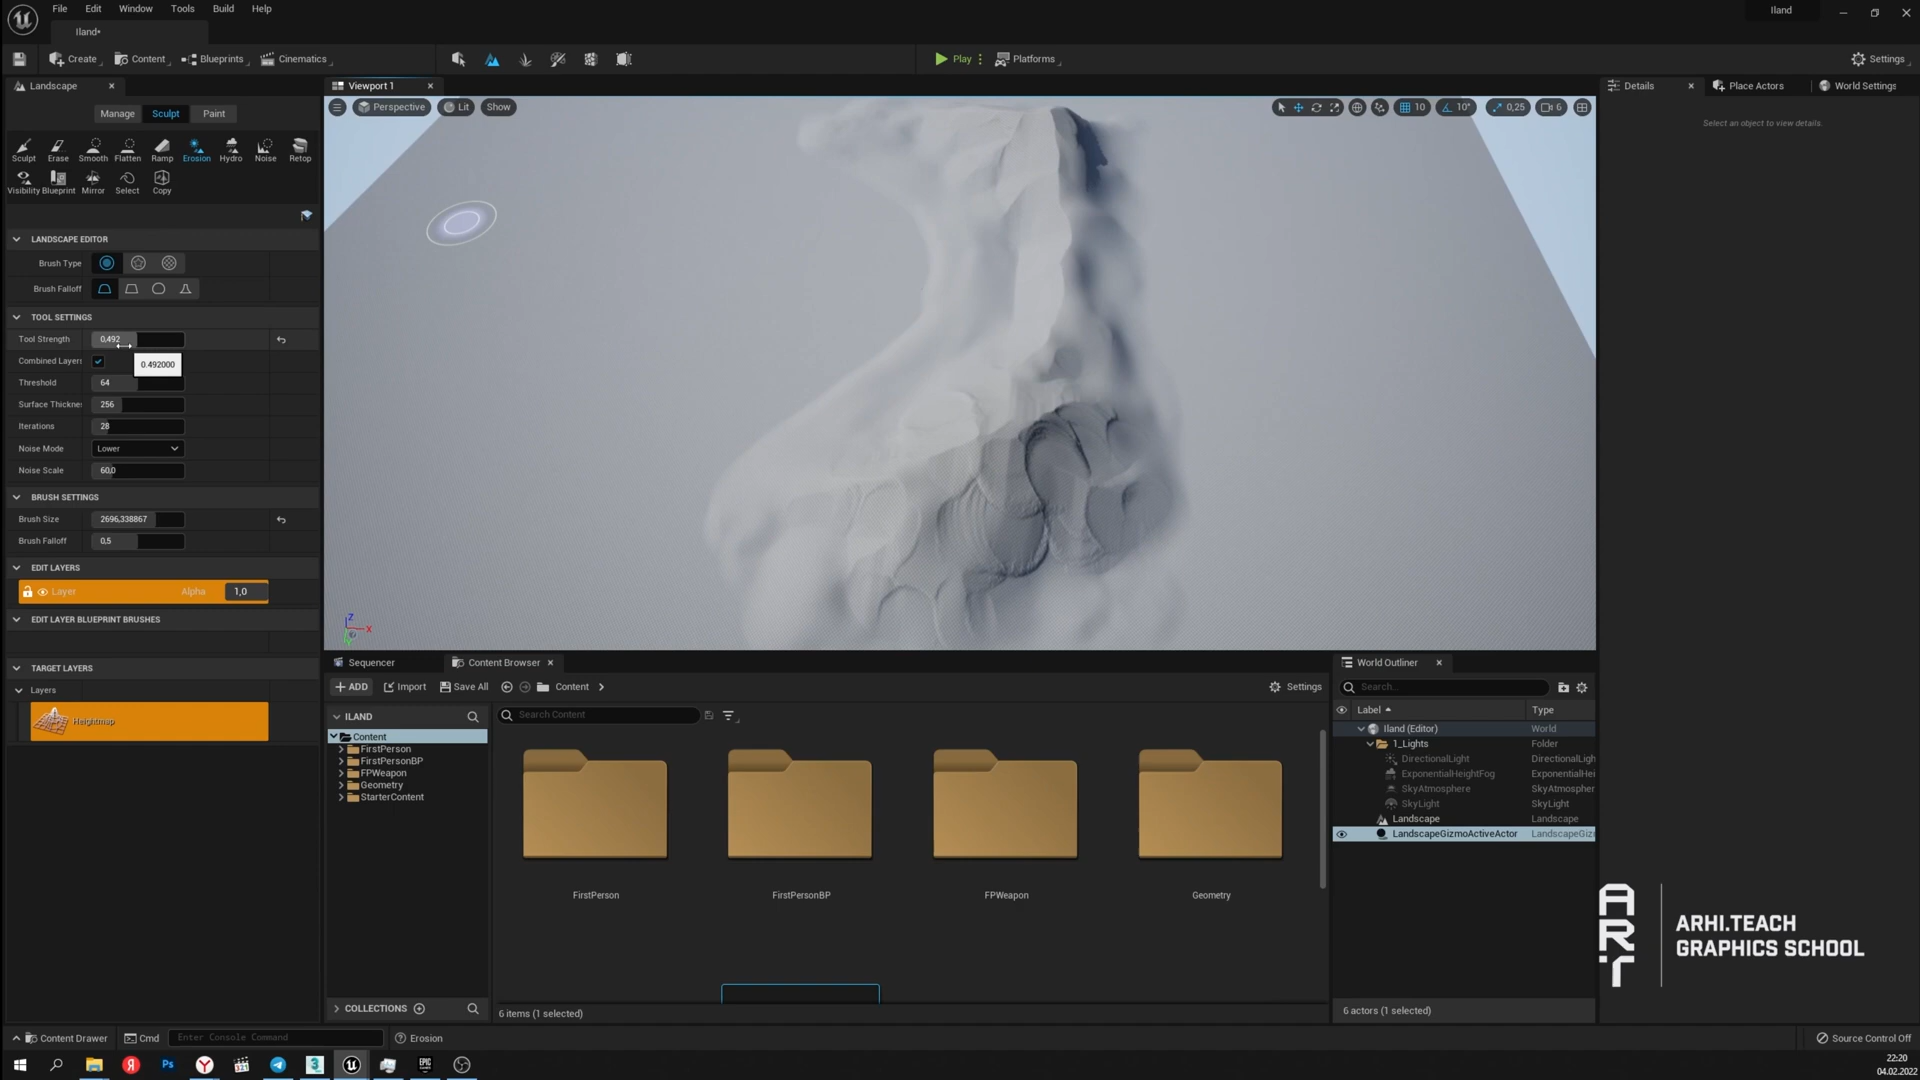 File Edit Window Tools Build Help
Iland
Iland•
Create Content Blueprints Cinematics
Play Platforms Settings
Landscape
Viewport 1
Details Place Actors World Settings
Manage Sculpt Paint
Perspective Lit Show
10 10° 0,25 6
Select an object to view details.
Sculpt Erase Smooth Flatten Ramp Erosion Hydro Noise Retop
Visibility Blueprint Mirror Select Copy
LANDSCAPE EDITOR
Brush Type
Brush Falloff
TOOL SETTINGS
Tool Strength 0,492
Combined Layers
0.492000
Threshold 64
Surface Thicknes 256
Iterations 28
Noise Mode Lower
Noise Scale 60,0
BRUSH SETTINGS
Brush Size 2696,338867
Brush Falloff 0,5
EDIT LAYERS
Layer Alpha 1,0
EDIT LAYER BLUEPRINT BRUSHES
TARGET LAYERS
Layers
Heightmap
Z
X
Sequencer Content Browser
ADD Import Save All Content Settings
ILAND
Search Content
Content
FirstPerson
FirstPersonBP
FPWeapon
Geometry
StarterContent
FirstPerson FirstPersonBP FPWeapon Geometry
COLLECTIONS
6 items (1 selected)
World Outliner
Search...
Label Type
Iland (Editor) World
1_Lights Folder
DirectionalLight DirectionalLigh
ExponentialHeightFog ExponentialHei
SkyAtmosphere SkyAtmospher
SkyLight SkyLight
Landscape Landscape
LandscapeGizmoActiveActor LandscapeGiz
6 actors (1 selected)
ART
ARHI.TEACH
GRAPHICS SCHOOL
Content Drawer Cmd Enter Console Command Erosion
Source Control Off
22:20
04.02.2022